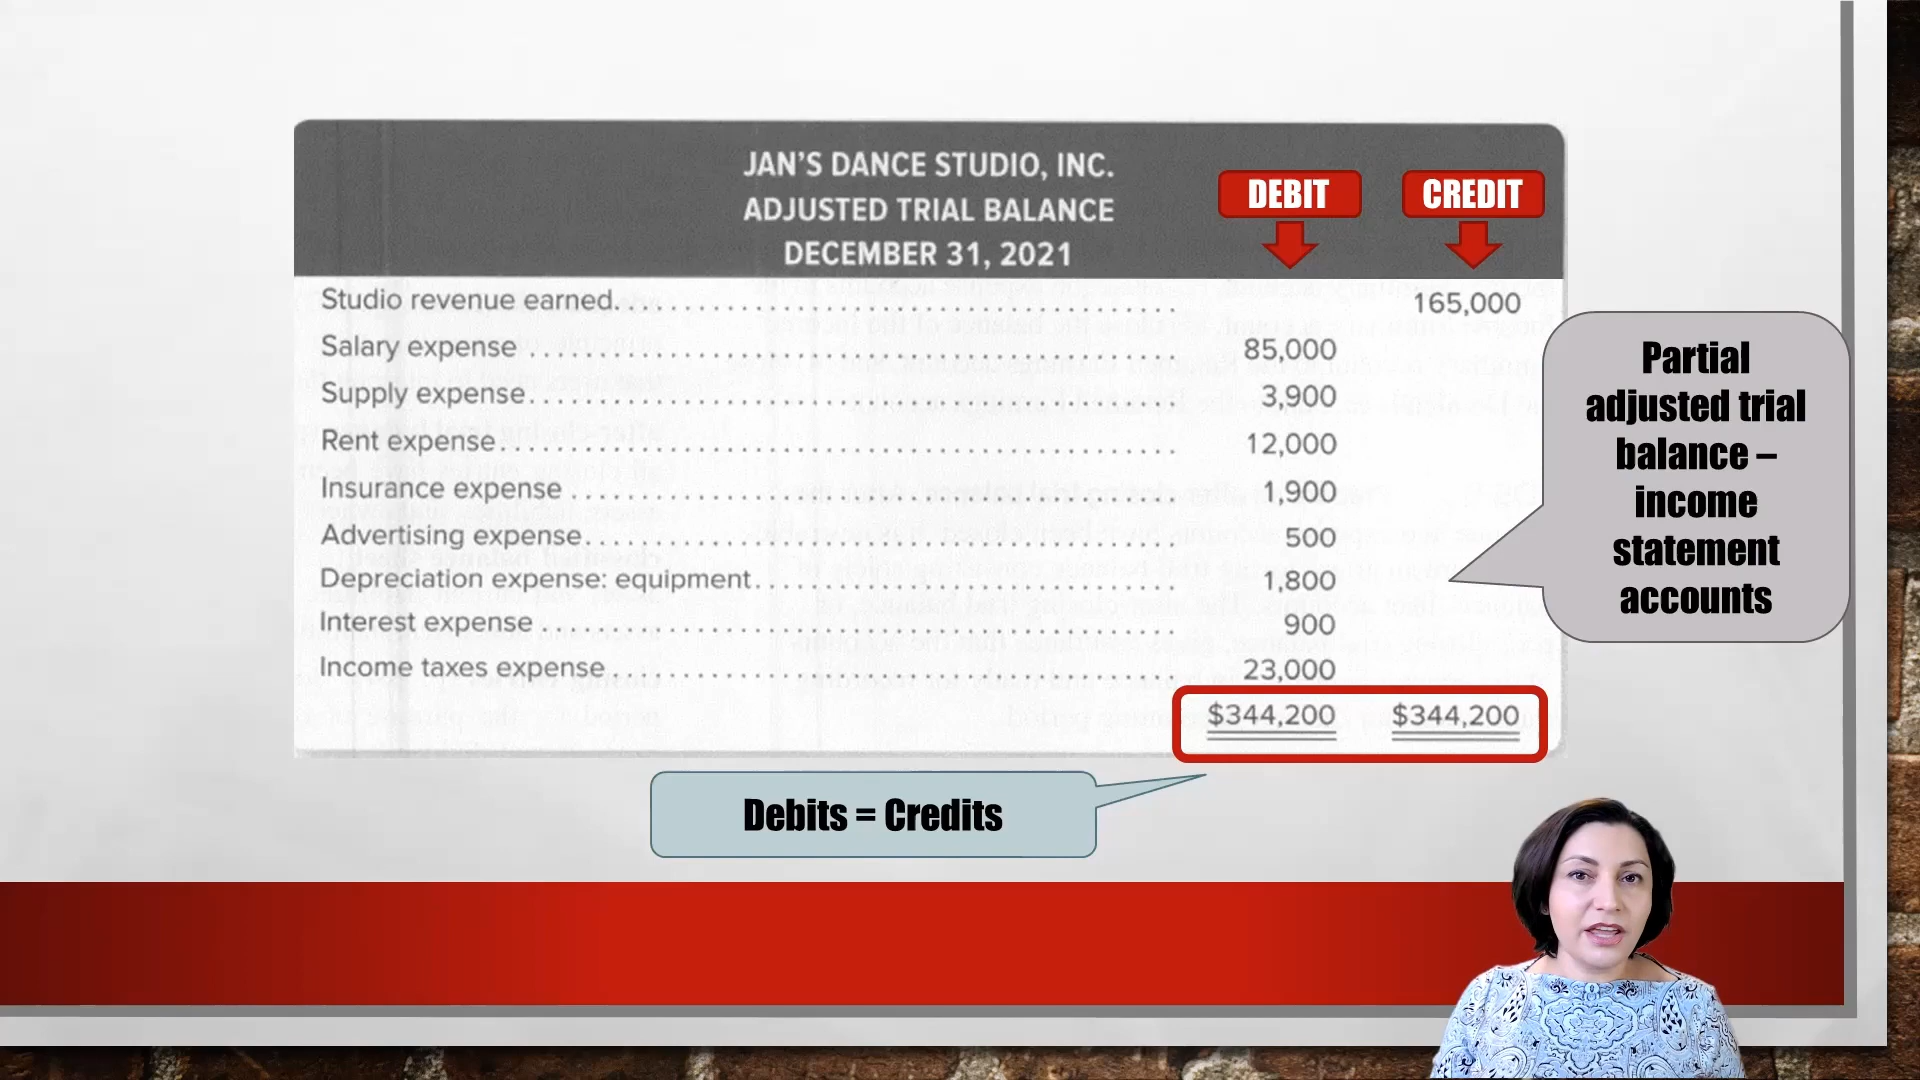 JAN'S DANCE STUDIO, INC.
ADJUSTED TRIAL BALANCE
DECEMBER 31, 2021
DEBIT CREDIT
Studio revenue earned 165,000
Salary expense 85,000
Supply expense 3,900
Rent expense 12,000
Insurance expense 1,900
Advertising expense 500
Depreciation expense: equipment 1,800
Interest expense 900
Income taxes expense 23,000
$344,200 $344,200
Partial
adjusted trial
balance –
income
statement
accounts
Debits = Credits